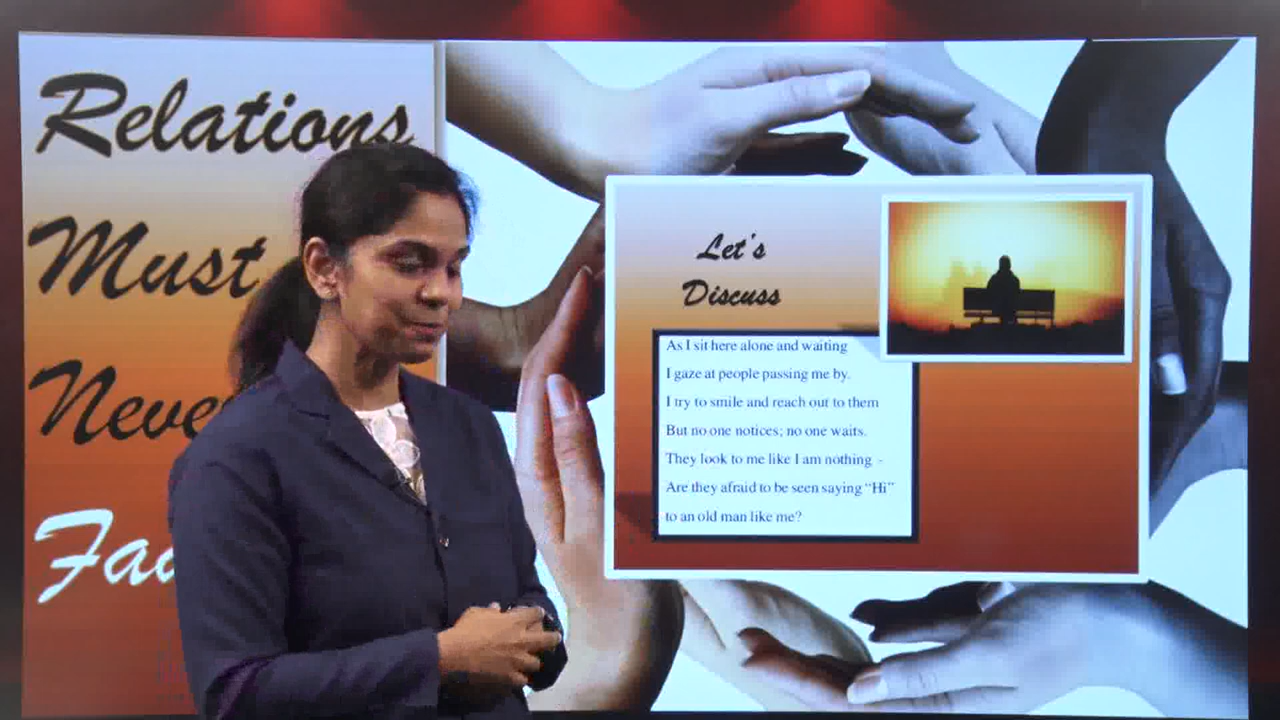 Relations
Must
Let's
Discuss
As I sit here alone and waiting
I gaze at people passing me by.
I try to smile and reach out to them
But no one notices; no one waits.
They look to me like I am nothing -
Are they afraid to be seen saying “Hi”
to an old man like me?